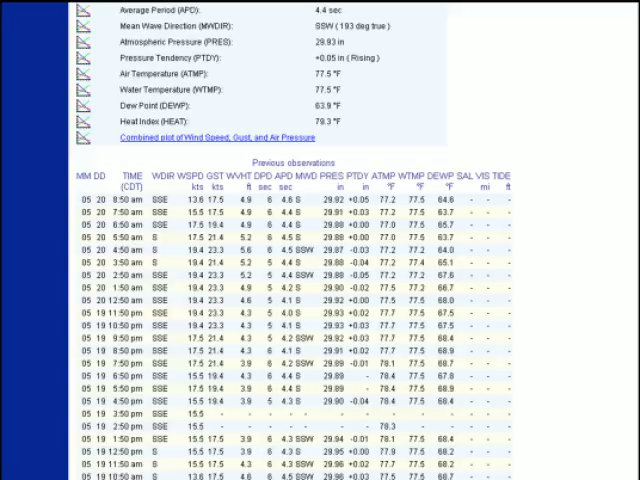 Average Period (APD): 4.4 sec
Mean Wave Direction (MWDIR): SSW ( 193 deg true )
Atmospheric Pressure (PRES): 29.93 in
Pressure Tendency (PTDY): +0.05 in ( Rising )
Air Temperature (ATMP): 77.5 °F
Water Temperature (WTMP): 77.5 °F
Dew Point (DEWP): 63.9 °F
Heat Index (HEAT): 79.3 °F
Combined plot of Wind Speed, Gust, and Air Pressure
Previous observations
MM DD TIME WDIR WSPD GST WVHT DPD APD MWD PRES PTDY ATMP WTMP DEWP SAL VIS TIDE
(CDT) kts kts ft sec sec in in °F °F °F mi ft
05 20 8:50 am SSE 13.6 17.5 4.9 6 4.6 S 29.92 +0.05 77.2 77.5 64.6 - - -
05 20 7:50 am SSE 15.5 17.5 4.9 6 4.4 S 29.91 +0.03 77.2 77.5 63.7 - - -
05 20 6:50 am SSE 17.5 19.4 4.9 6 4.4 S 29.88 +0.00 77.0 77.5 65.7 - - -
05 20 5:50 am S 17.5 21.4 5.2 6 4.5 S 29.88 +0.00 77.0 77.5 63.7 - - -
05 20 4:50 am S 19.4 23.3 5.6 6 4.5 SSW 29.87 -0.03 77.2 77.2 64.0 - - -
05 20 3:50 am S 19.4 21.4 5.2 5 4.4 S 29.88 -0.04 77.2 77.4 65.1 - - -
05 20 2:50 am SSE 19.4 23.3 5.2 5 4.4 SSW 29.88 -0.05 77.2 77.2 67.6 - - -
05 20 1:50 am SSE 19.4 23.3 4.9 5 4.2 S 29.90 -0.02 77.5 77.2 66.7 - - -
05 20 12:50 am SSE 19.4 23.3 4.6 5 4.1 S 29.92 +0.00 77.5 77.5 68.0 - - -
05 19 11:50 pm SSE 19.4 23.3 4.3 5 4.0 S 29.93 +0.02 77.7 77.5 67.5 - - -
05 19 10:50 pm SSE 19.4 23.3 4.3 5 4.1 S 29.93 +0.03 77.7 77.5 67.5 - - -
05 19 9:50 pm SSE 17.5 21.4 4.3 5 4.2 SSW 29.92 +0.03 77.7 77.5 68.4 - - -
05 19 8:50 pm SSE 17.5 21.4 4.3 6 4.1 S 29.91 +0.02 77.7 77.5 68.9 - - -
05 19 7:50 pm SSE 17.5 21.4 3.9 6 4.2 SSW 29.89 -0.01 78.1 77.5 68.7 - - -
05 19 6:50 pm SSE 15.5 19.4 4.3 6 4.4 S 29.89 - 78.4 77.5 67.8 - - -
05 19 5:50 pm SSE 17.5 19.4 3.9 6 4.4 S 29.89 - 78.4 77.5 68.9 - - -
05 19 4:50 pm SSE 15.5 19.4 3.9 5 4.3 S 29.90 -0.04 78.4 77.5 68.4 - - -
05 19 3:50 pm SSE 15.5 - - - - - - - - - - - - -
05 19 2:50 pm SSE 15.5 - - - - - - - 78.3 - - - - -
05 19 1:50 pm SSE 15.5 17.5 3.9 6 4.3 SSW 29.94 -0.01 78.1 77.5 68.4 - - -
05 19 12:50 pm S 15.5 17.5 3.9 6 4.3 S 29.95 +0.00 77.9 77.5 68.2 - - -
05 19 11:50 am S 15.5 17.5 4.3 6 4.3 SSW 29.96 +0.02 77.7 77.5 68.2 - - -
05 19 10:50 am S 13.6 17.5 4.6 6 4.5 SSW 29.96 +0.03 77.7 77.5 68.7 - - -